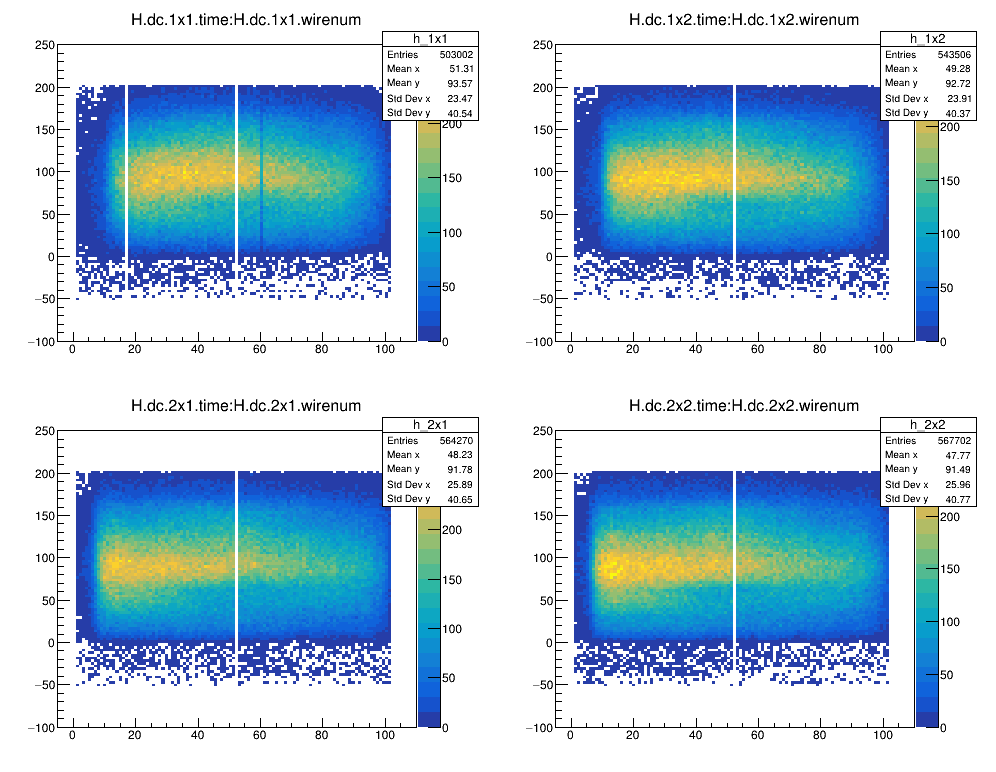 H.dc.1x1.time:H.dc.1x1.wirenum
h_1x1
Entries 503002
Mean x 51.31
Mean y 93.57
Std Dev x 23.47
Std Dev y 40.54
250
200
150
100
50
0
−50
−100
0 20 40 60 80 100
200
150
100
50
0
H.dc.1x2.time:H.dc.1x2.wirenum
h_1x2
Entries 543506
Mean x 49.28
Mean y 92.72
Std Dev x 23.91
Std Dev y 40.37
250
200
150
100
50
0
−50
−100
0 20 40 60 80 100
200
150
100
50
0
H.dc.2x1.time:H.dc.2x1.wirenum
h_2x1
Entries 564270
Mean x 48.23
Mean y 91.78
Std Dev x 25.89
Std Dev y 40.65
250
200
150
100
50
0
−50
−100
0 20 40 60 80 100
200
150
100
50
0
H.dc.2x2.time:H.dc.2x2.wirenum
h_2x2
Entries 567702
Mean x 47.77
Mean y 91.49
Std Dev x 25.96
Std Dev y 40.77
250
200
150
100
50
0
−50
−100
0 20 40 60 80 100
200
150
100
50
0